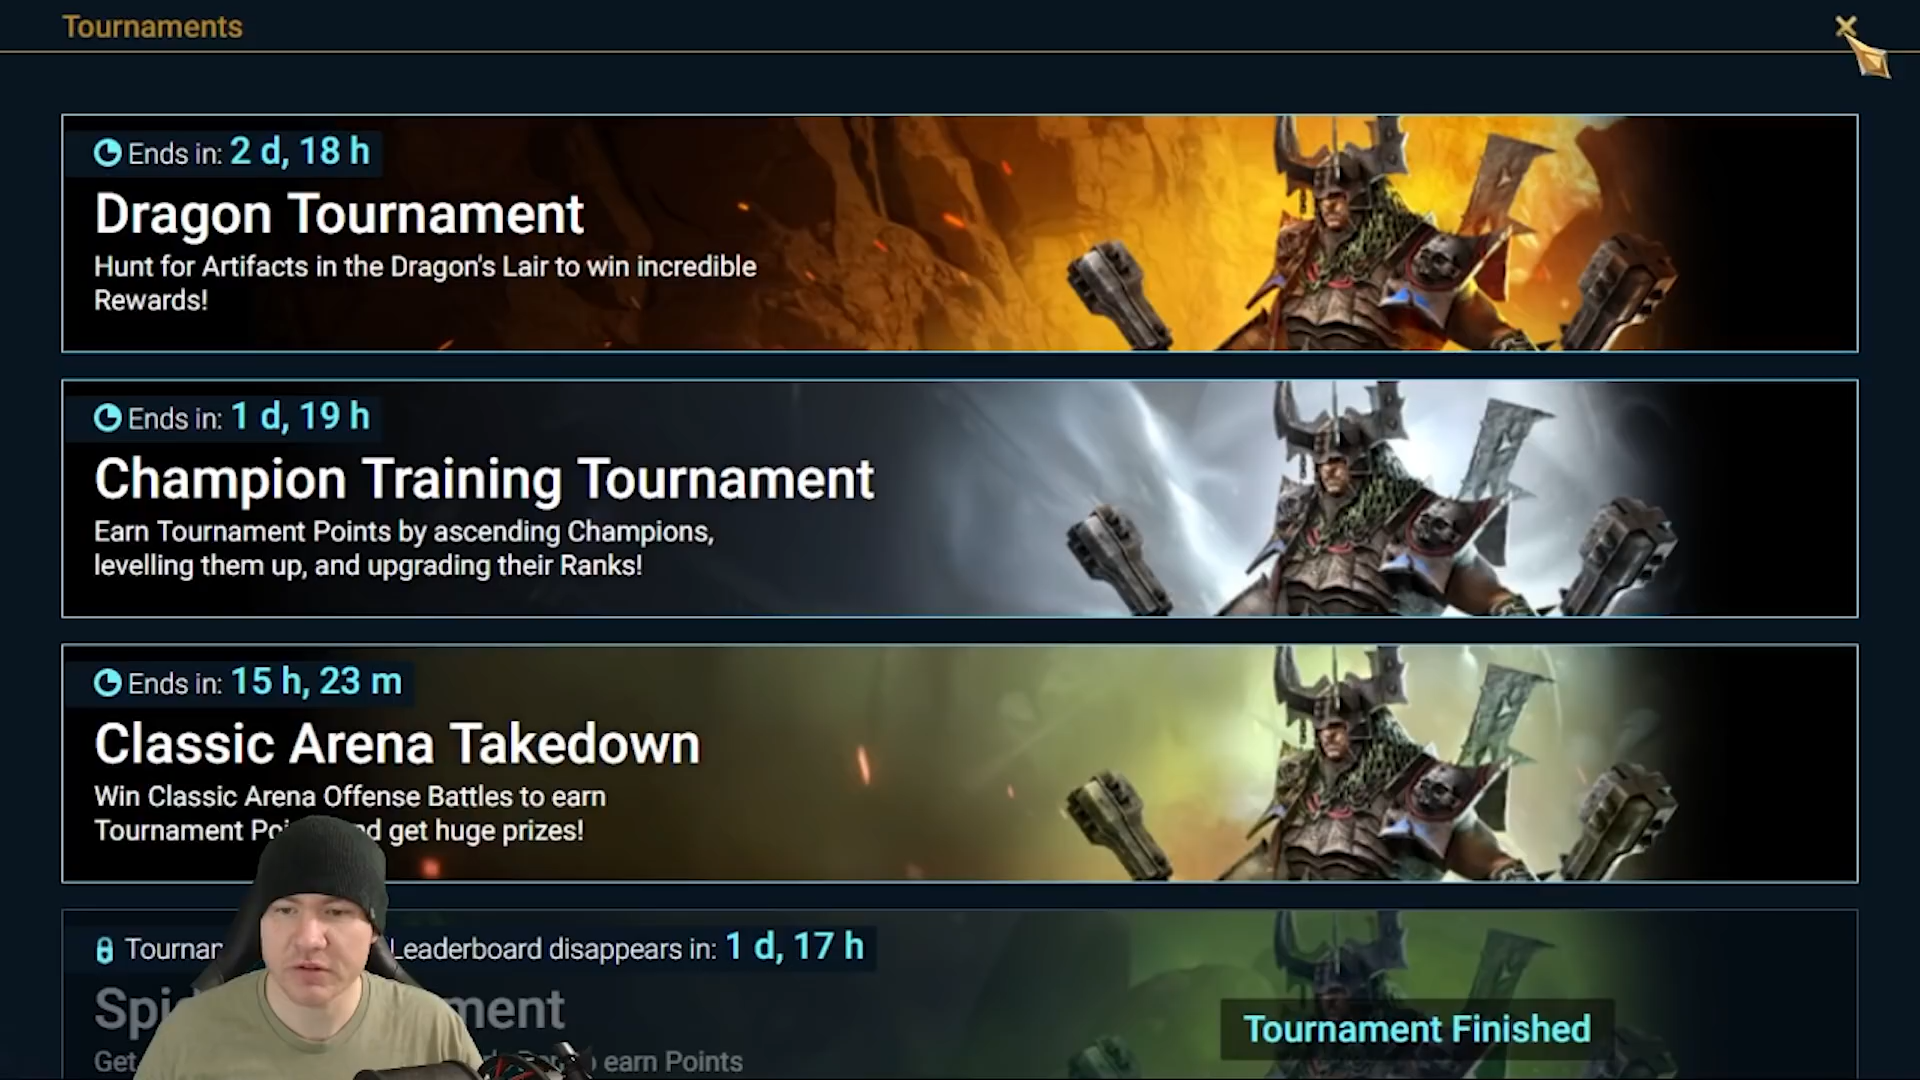 Tournaments
Ends in: 2 d, 18 h
Dragon Tournament
Hunt for Artifacts in the Dragon's Lair to win incredible
Rewards!
Ends in: 1 d, 19 h
Champion Training Tournament
Earn Tournament Points by ascending Champions,
levelling them up, and upgrading their Ranks!
Ends in: 15 h, 23 m
Classic Arena Takedown
Win Classic Arena Offense Battles to earn
Tournament get huge prizes!
Leaderboard disappears in: 1 d, 17 h
Tournament Finished
Get earn Points